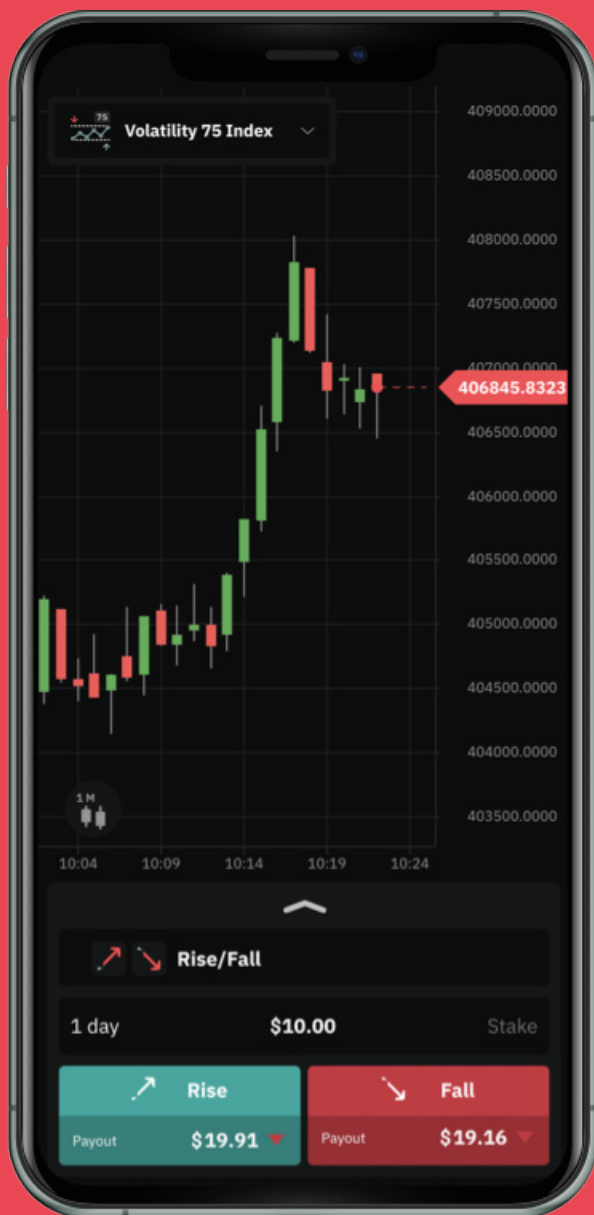 409000.0000
75
Volatility 75 Index
408500.0000
408000.0000
407500.0000
407000.0000
406845.8323
406500.0000
406000.0000
405500.0000
405000.0000
404500.0000
404000.0000
1 M
403500.0000
10:04 10:09 10:14 10:19 10:24
Rise/Fall
1 day $10.00 Stake
Rise Fall
Payout $19.91 Payout $19.16